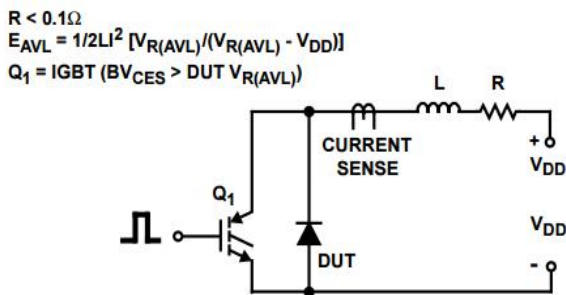 R < 0.1Ω
E_AVL = 1/2LI² [V_R(AVL)/(V_R(AVL) - V_DD)]
Q₁ = IGBT (BV_CES > DUT V_R(AVL))
L R
CURRENT
SENSE
+
V_DD
Q₁
V_DD
DUT
-